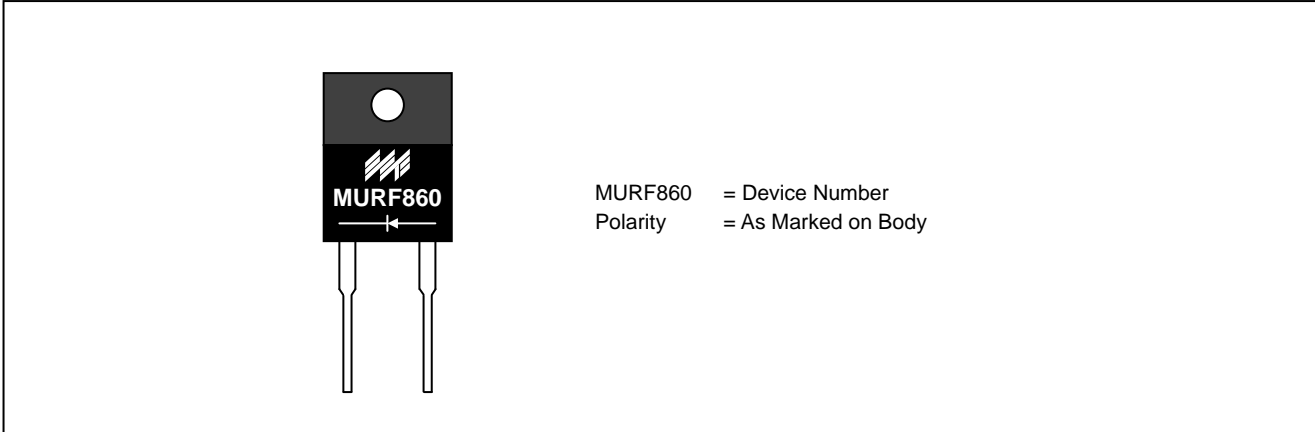 MURF860
MURF860 = Device Number
Polarity = As Marked on Body